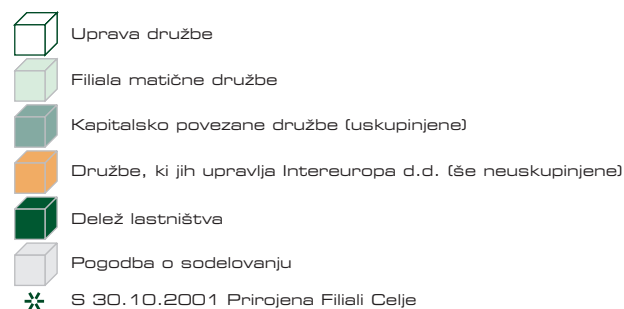 Uprava družbe
Filiala matične družbe
Kapitalsko povezane družbe (uskupinjene)
Družbe, ki jih upravlja Intereuropa d.d. (še neuskupinjene)
Delež lastništva
Pogodba o sodelovanju
S 30.10.2001 Prirojena Filiali Celje